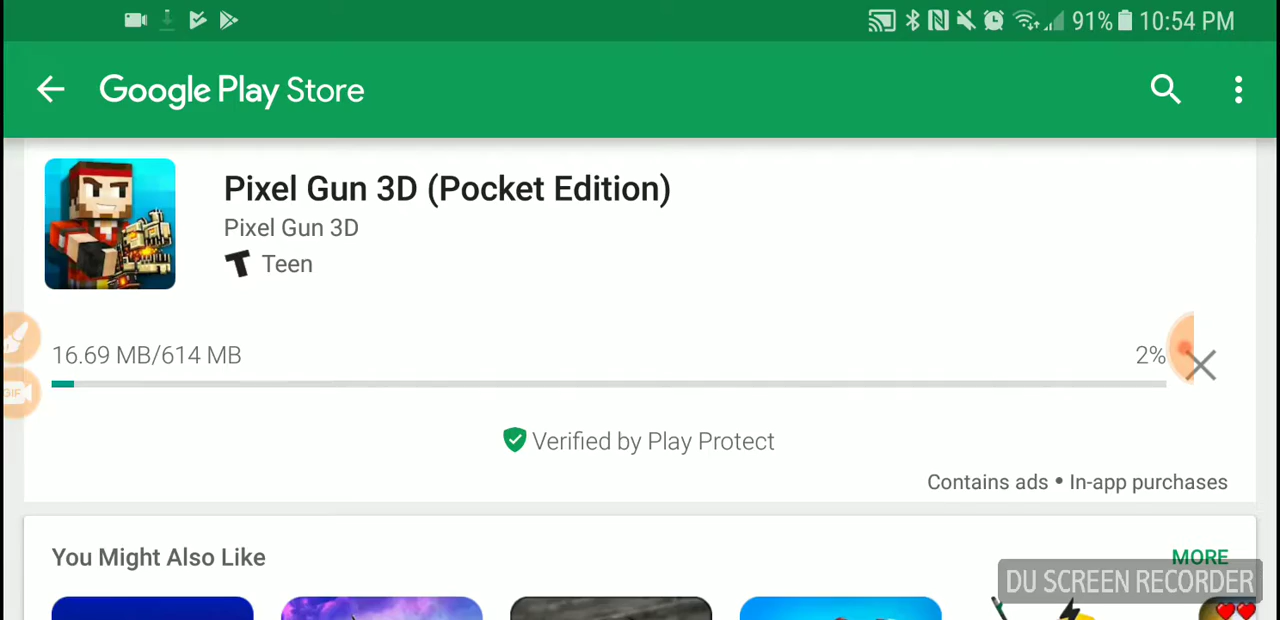 91% 10:54 PM
Google Play Store
Pixel Gun 3D (Pocket Edition)
Pixel Gun 3D
T Teen
16.69 MB/614 MB 2%
GIF
Verified by Play Protect
Contains ads • In-app purchases
You Might Also Like MORE
DU SCREEN RECORDER